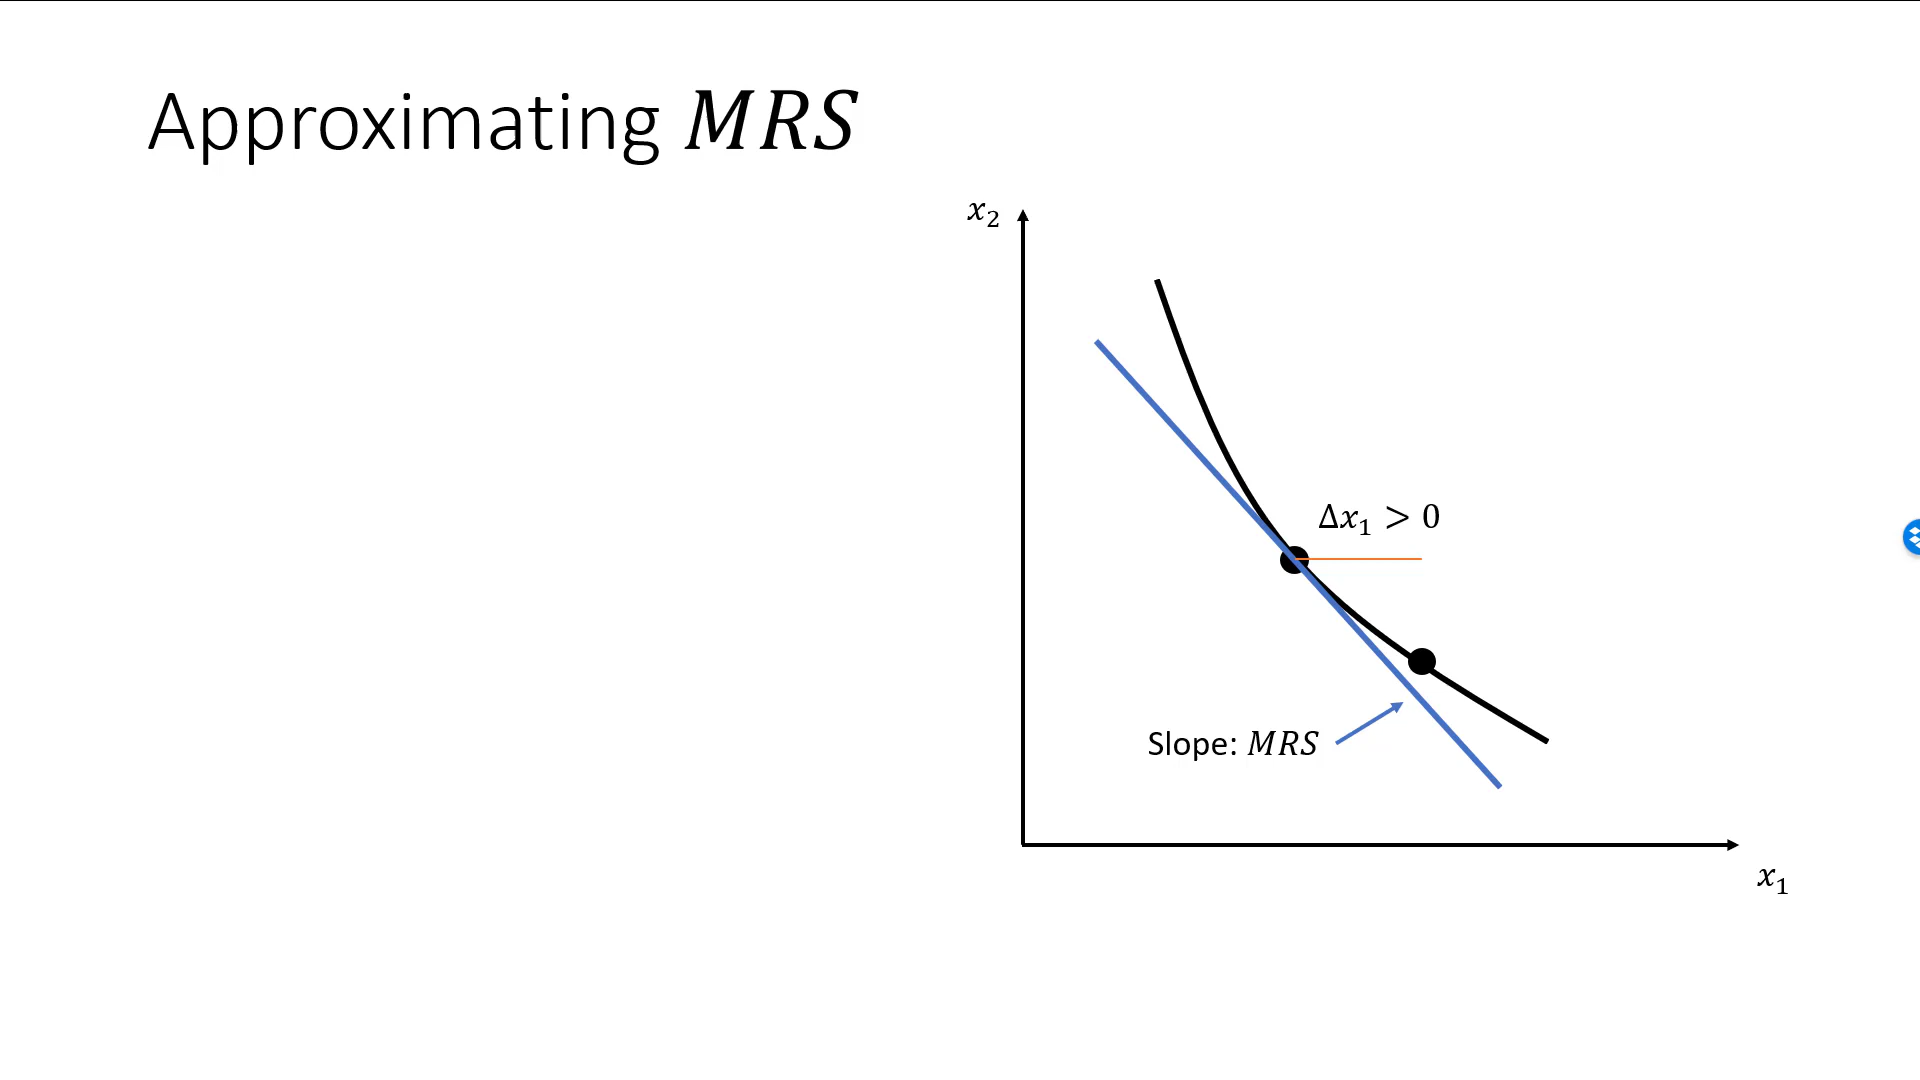 Approximating MRS
x₂
Δx₁ > 0
Slope: MRS
x₁